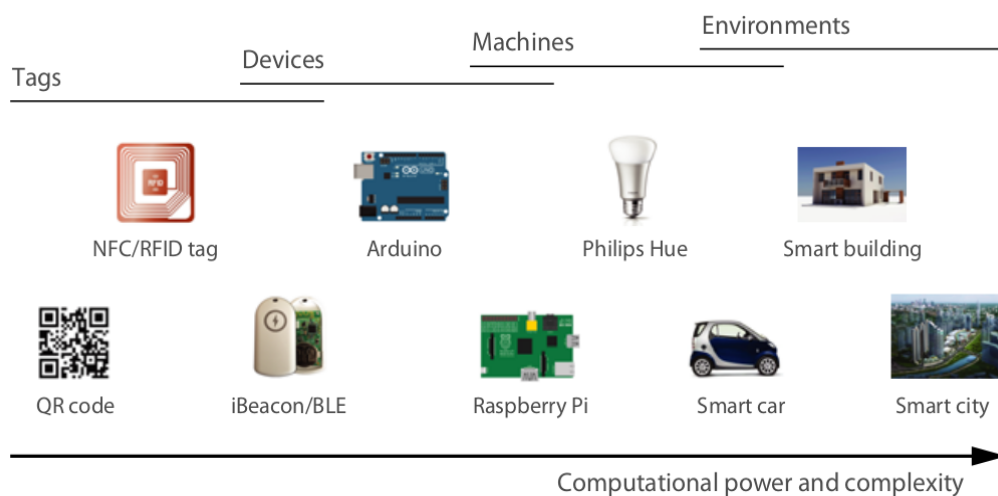 Tags
Devices
Machines
Environments
RFID
NFC/RFID tag
Arduino
Philips Hue
Smart building
QR code
iBeacon/BLE
Raspberry Pi
Smart car
Smart city
Computational power and complexity